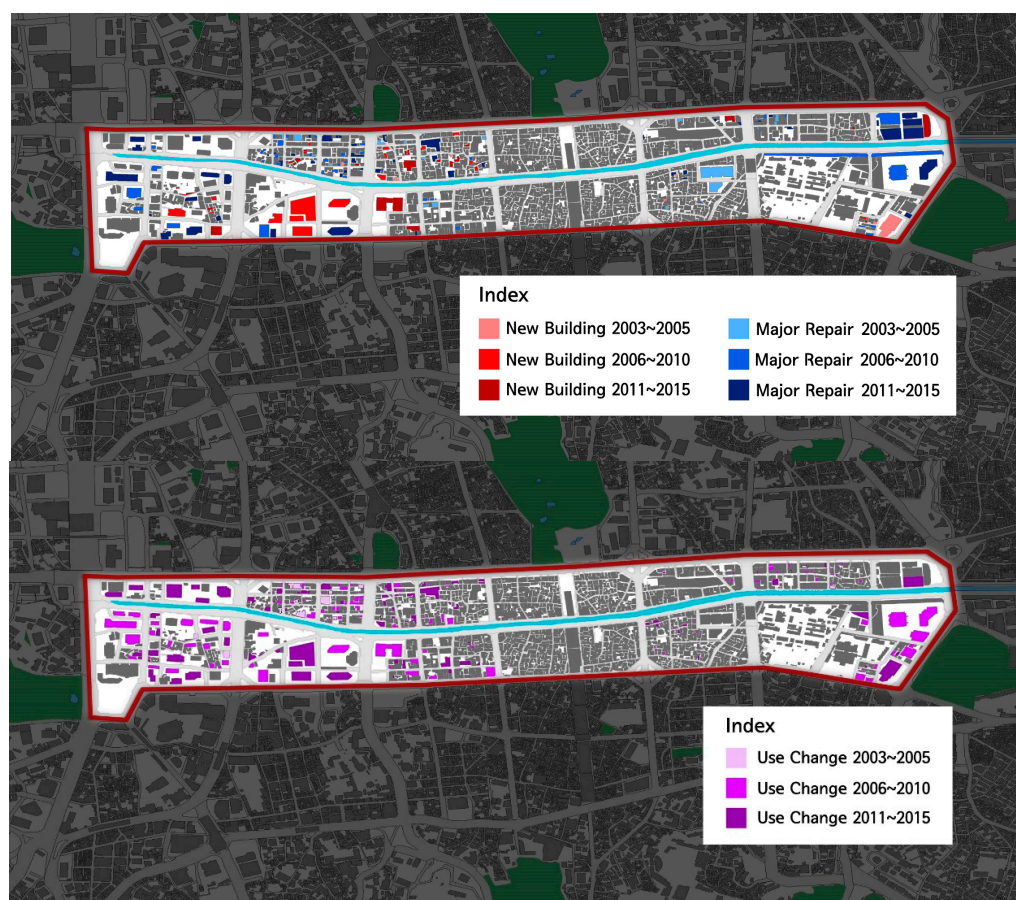 Index
New Building 2003~2005
Major Repair 2003~2005
New Building 2006~2010
Major Repair 2006~2010
New Building 2011~2015
Major Repair 2011~2015
Index
Use Change 2003~2005
Use Change 2006~2010
Use Change 2011~2015